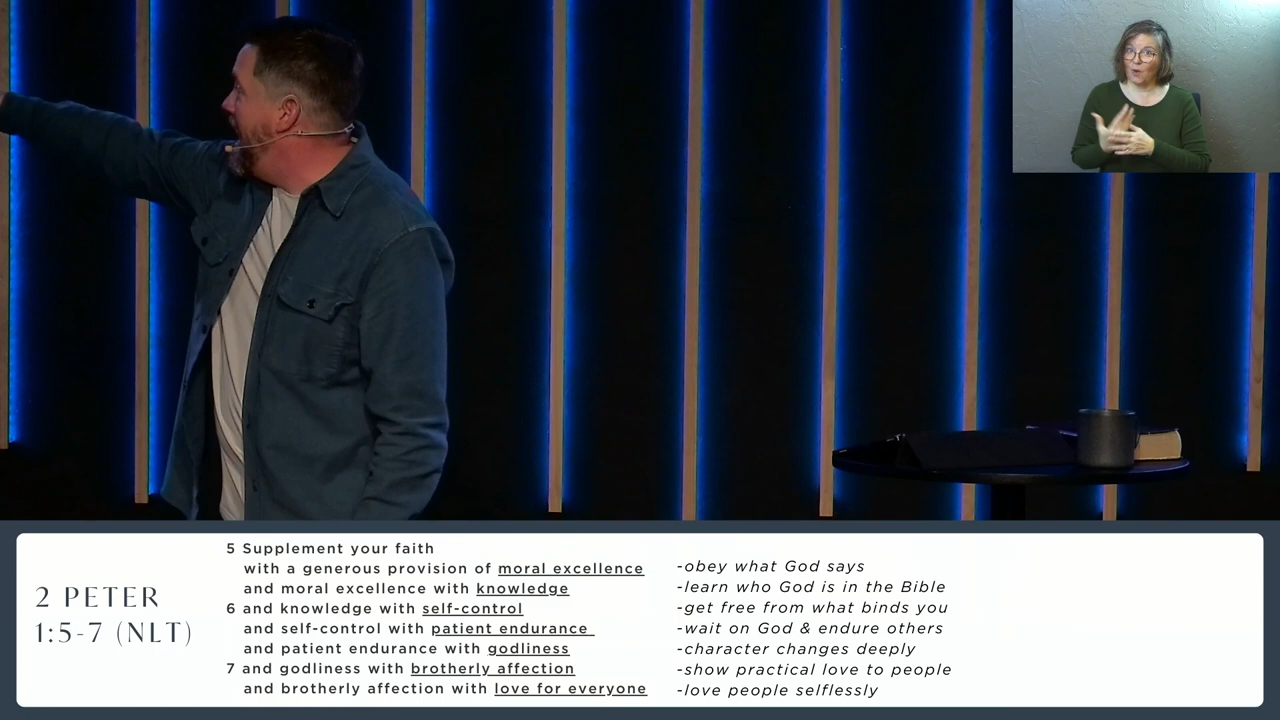 2 PETER
1:5-7 (NLT)
5 Supplement your faith
with a generous provision of moral excellence
and moral excellence with knowledge
6 and knowledge with self-control
and self-control with patient endurance
and patient endurance with godliness
7 and godliness with brotherly affection
and brotherly affection with love for everyone
-obey what God says
-learn who God is in the Bible
-get free from what binds you
-wait on God & endure others
-character changes deeply
-show practical love to people
-love people selflessly